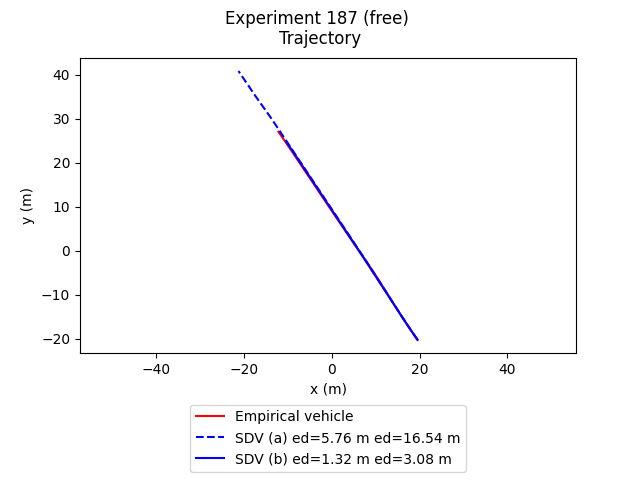 Experiment 187 (free)
Trajectory
40
30
20
10
0
−10
−20
y (m)
−40
−20
0
20
40
x (m)
Empirical vehicle
SDV (a) ed=5.76 m ed=16.54 m
SDV (b) ed=1.32 m ed=3.08 m